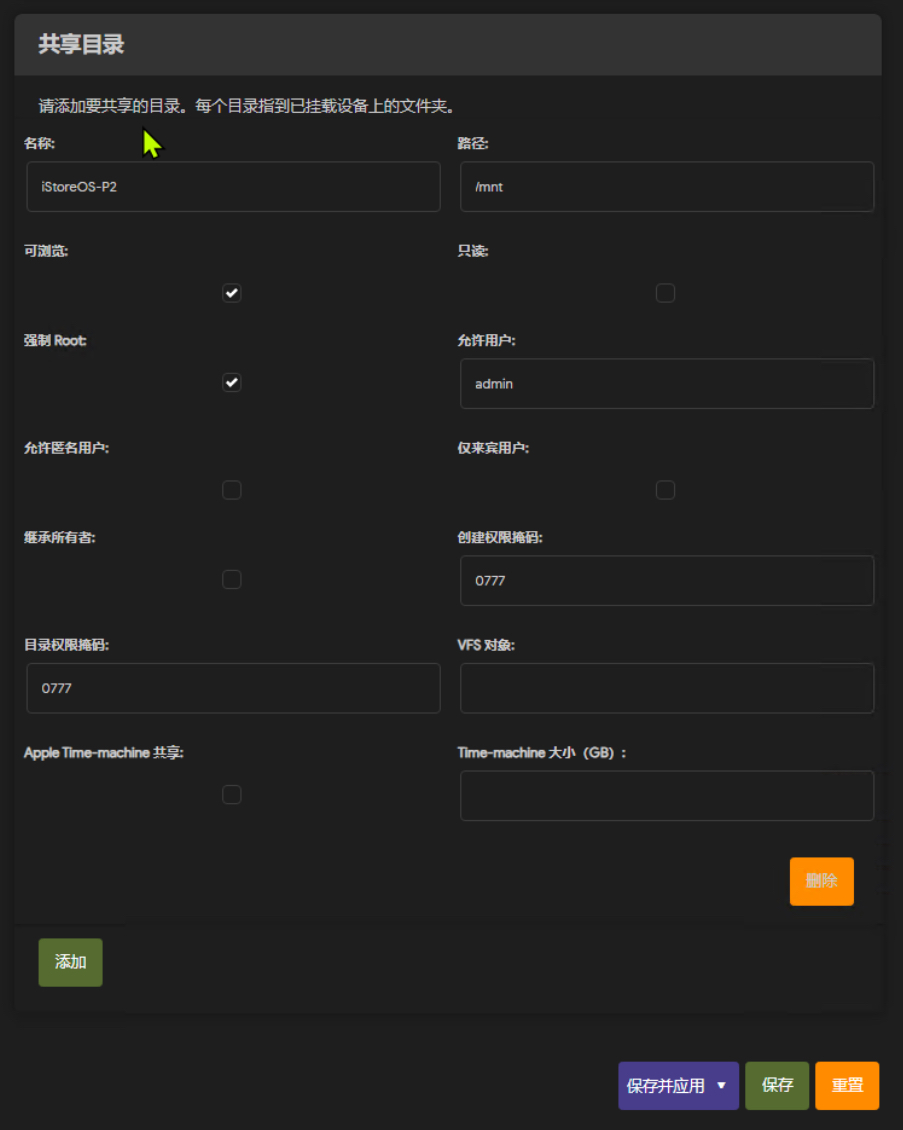 共享目录
请添加要共享的目录。每个目录指到已挂载设备上的文件夹。
名称:
路径:
iStoreOS-P2
/mnt
可浏览:
只读:
强制 Root:
允许用户:
admin
允许匿名用户:
仅来宾用户:
继承所有者:
创建权限掩码:
0777
目录权限掩码:
VFS 对象:
0777
Apple Time-machine 共享:
Time-machine 大小（GB）:
删除
添加
保存并应用
保存
重置